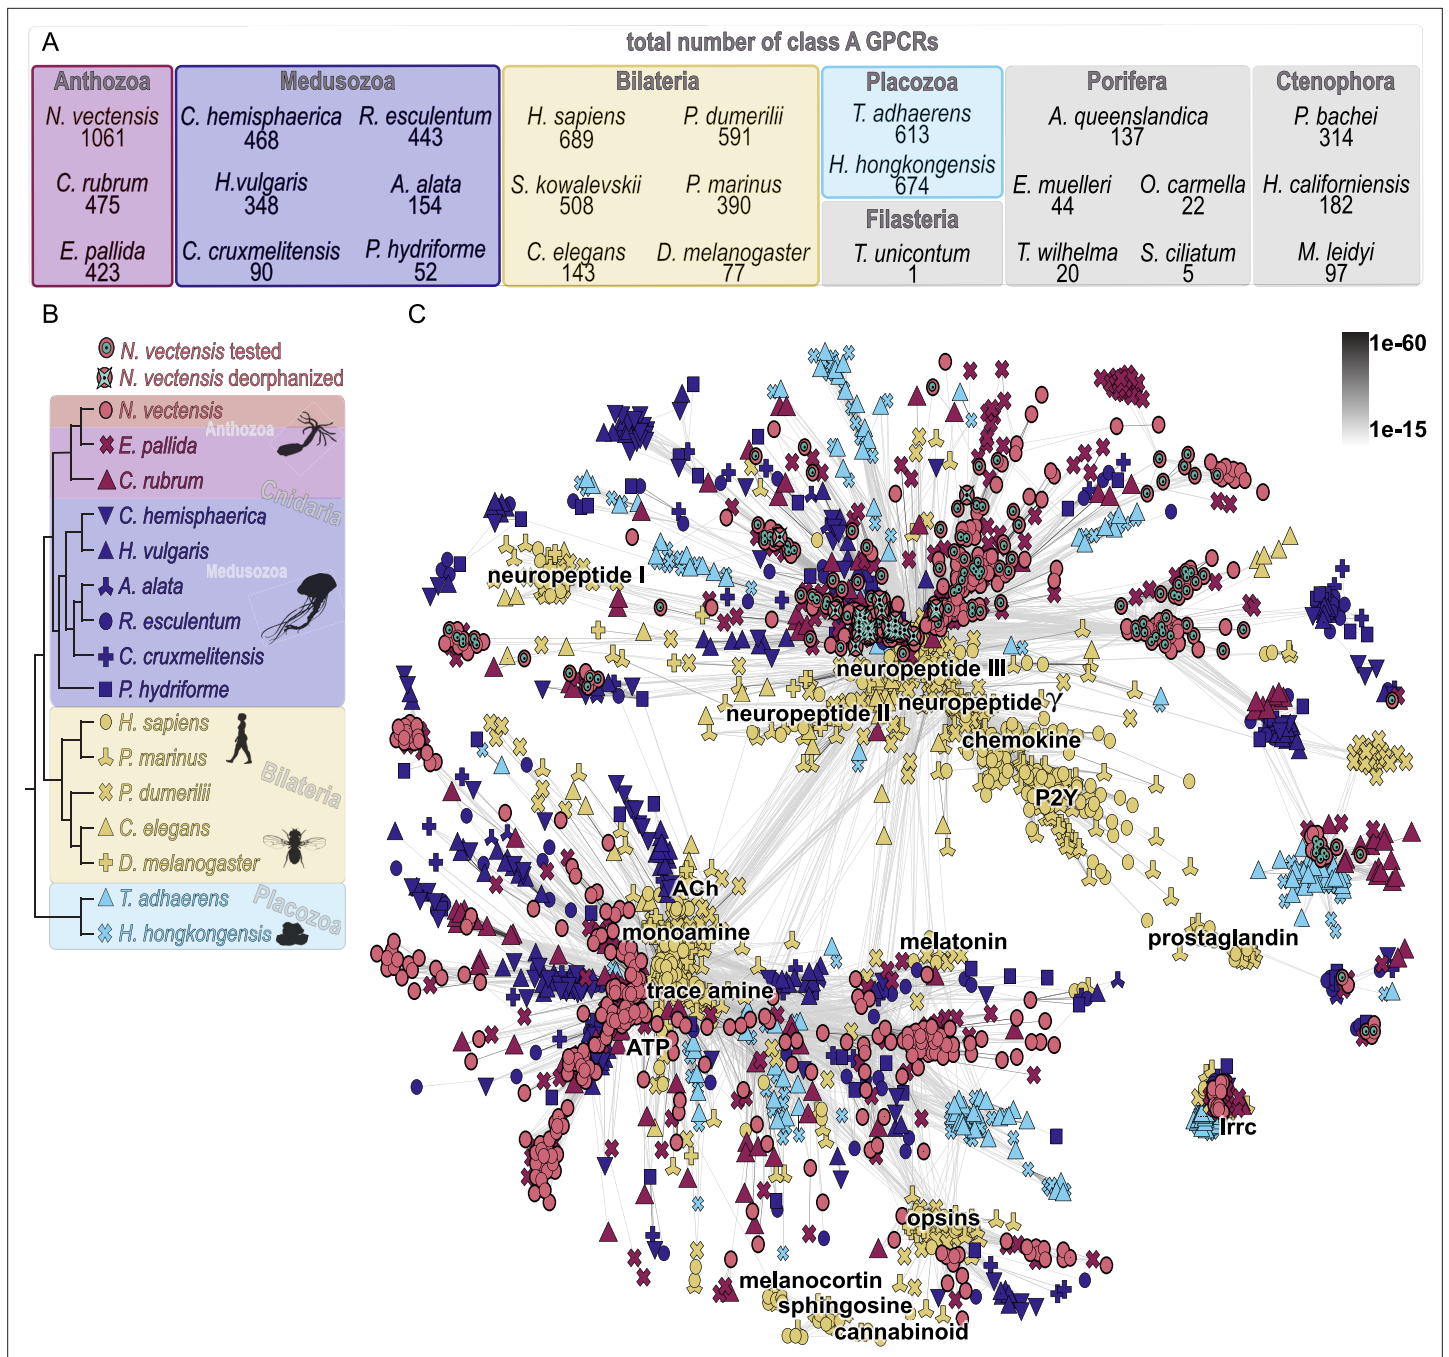 A
total number of class A GPCRs
Anthozoa
N. vectensis
1061
C. rubrum
475
E. pallida
423
Medusozoa
C. hemisphaerica
468
R. esculentum
443
H.vulgaris
348
A. alata
154
C. cruxmelitensis
90
P. hydriforme
52
Bilateria
H. sapiens
689
P. dumerilii
591
S. kowalevskii
508
P. marinus
390
C. elegans
143
D. melanogaster
77
Placozoa
T. adhaerens
613
H. hongkongensis
674
Filasteria
T. unicontum
1
Porifera
A. queenslandica
137
E. muelleri
44
O. carmella
22
T. wilhelma
20
S. ciliatum
5
Ctenophora
P. bachei
314
H. californiensis
182
M. leidyi
97
B
N. vectensis tested
N. vectensis deorphanized
N. vectensis
Anthozoa
E. pallida
C. rubrum
Cnidaria
C. hemisphaerica
H. vulgaris
Medusozoa
A. alata
R. esculentum
C. cruxmelitensis
P. hydriforme
H. sapiens
P. marinus
Bilateria
P. dumerilii
C. elegans
D. melanogaster
T. adhaerens
Placozoa
H. hongkongensis
C
1e-60
1e-15
neuropeptide I
neuropeptide III
neuropeptide II
neuropeptide γ
chemokine
P2Y
ACh
monoamine
melatonin
prostaglandin
trace amine
ATP
lrrc
opsins
melanocortin
sphingosine
cannabinoid